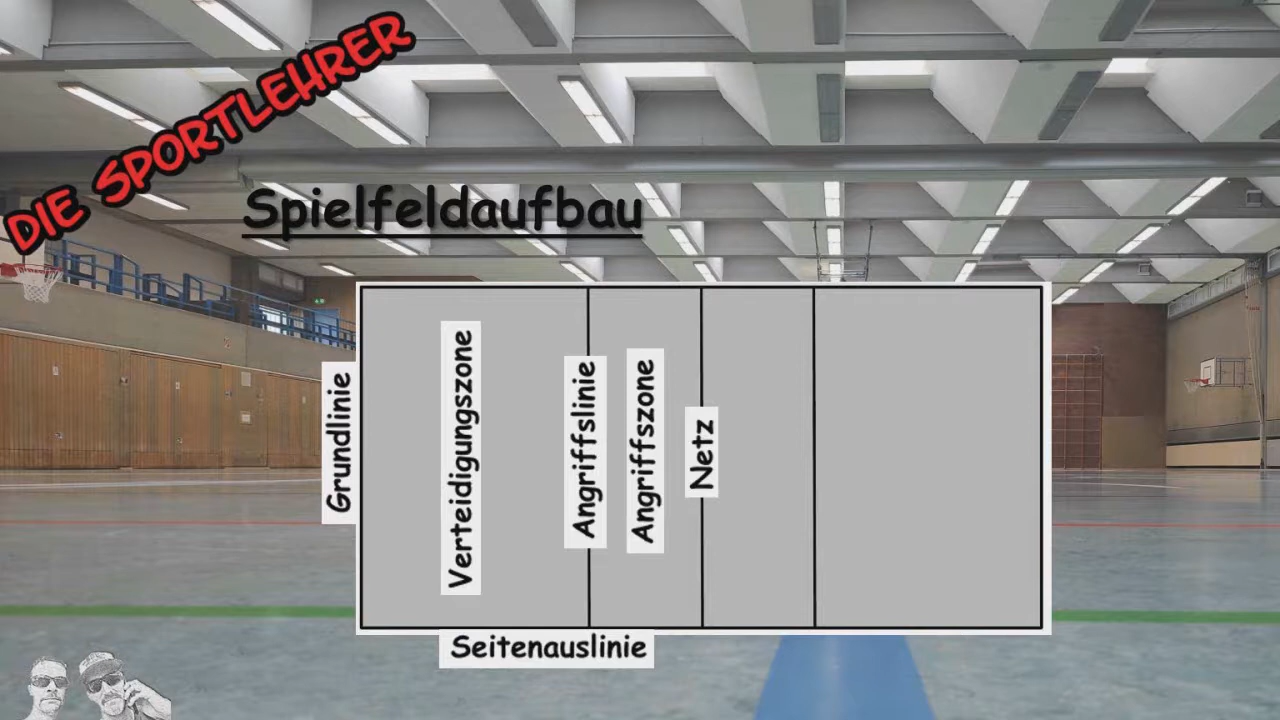 DIE SPORTLEHRER
Spielfeldaufbau
Grundlinie
Verteidigungszone
Angriffslinie
Angriffszone
Netz
Seitenauslinie